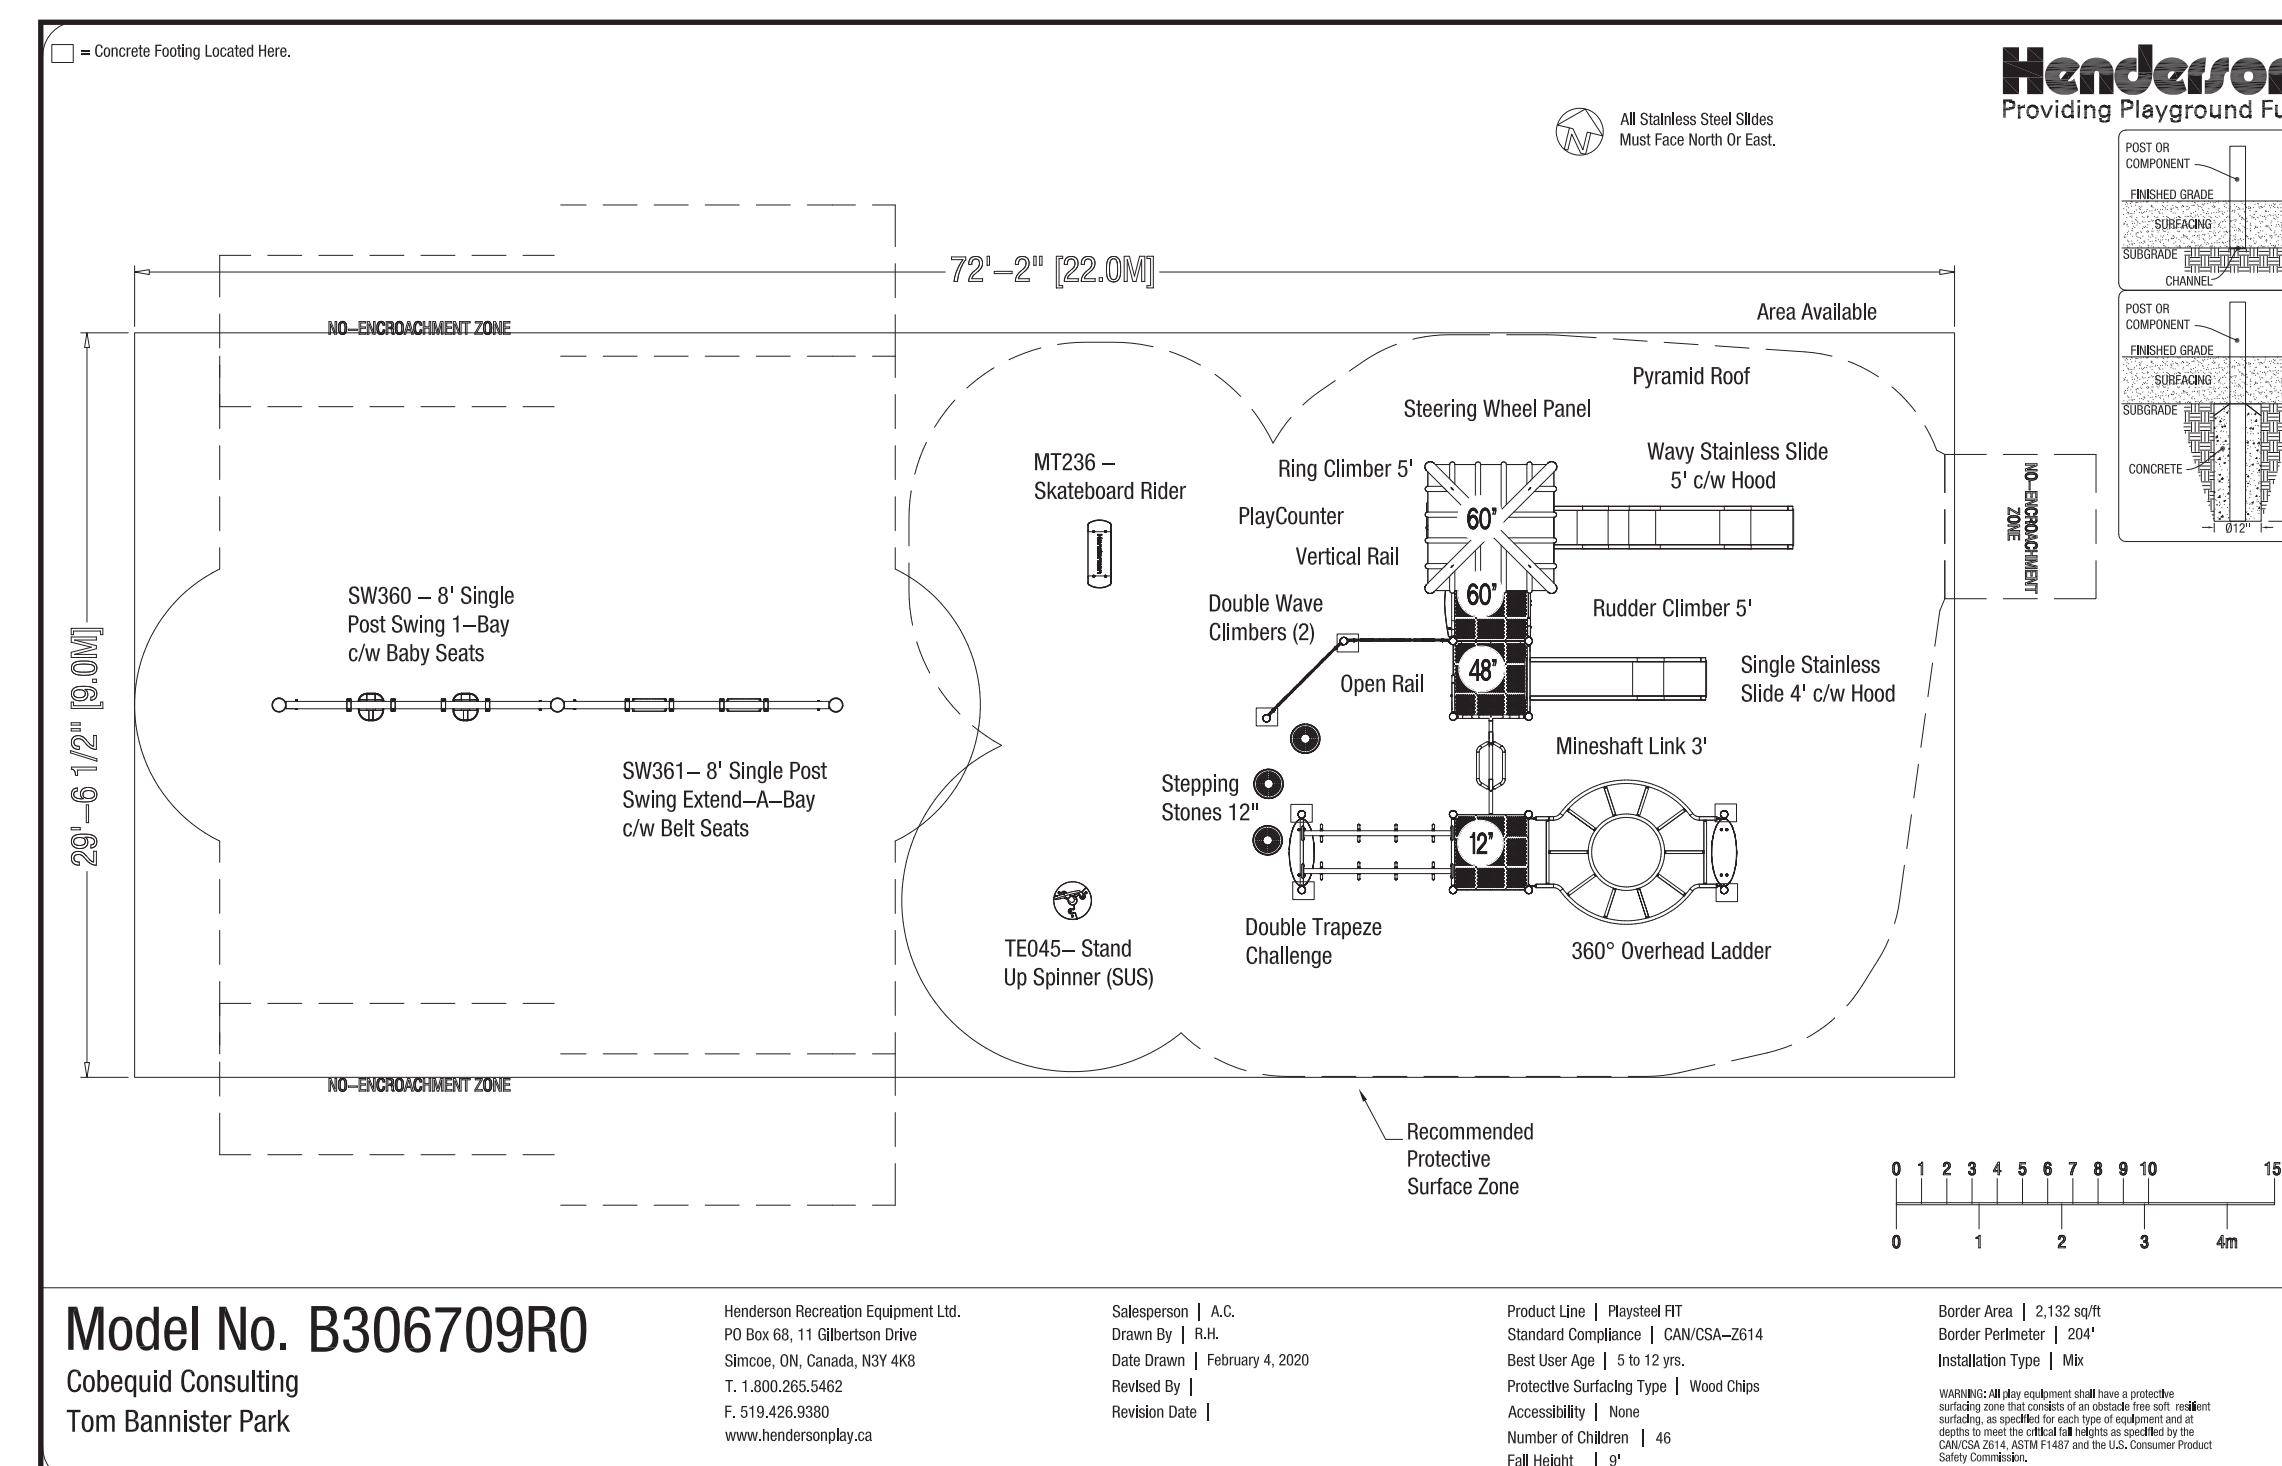 = Concrete Footing Located Here.
Henderson
Providing Playground Fu
All Stainless Steel Slides
Must Face North Or East.
N
POST OR
COMPONENT
FINISHED GRADE
SURFACING
SUBGRADE
CHANNEL
POST OR
COMPONENT
FINISHED GRADE
SURFACING
SUBGRADE
CONCRETE
Ø12"
72'–2" [22.0M]
29'–6 1/2" [9.0M]
Area Available
NO–ENCROACHMENT ZONE
Pyramid Roof
Steering Wheel Panel
Wavy Stainless Slide
5' c/w Hood
Ring Climber 5'
MT236 –
Skateboard Rider
Henderson
PlayCounter
Vertical Rail
60"
60"
48"
12"
NO–ENCROACHMENT
ZONE
SW360 – 8' Single
Post Swing 1–Bay
c/w Baby Seats
Double Wave
Climbers (2)
Rudder Climber 5'
Open Rail
Single Stainless
Slide 4' c/w Hood
Mineshaft Link 3'
SW361– 8' Single Post
Swing Extend–A–Bay
c/w Belt Seats
Stepping
Stones 12"
TE045– Stand
Up Spinner (SUS)
Double Trapeze
Challenge
360° Overhead Ladder
NO–ENCROACHMENT ZONE
Recommended
Protective
Surface Zone
0 1 2 3 4 5 6 7 8 9 10 15
0 1 2 3 4m
Model No. B306709R0
Cobequid Consulting
Tom Bannister Park
Henderson Recreation Equipment Ltd.
PO Box 68, 11 Gilbertson Drive
Simcoe, ON, Canada, N3Y 4K8
T. 1.800.265.5462
F. 519.426.9380
www.hendersonplay.ca
Salesperson | A.C.
Drawn By | R.H.
Date Drawn | February 4, 2020
Revised By |
Revision Date |
Product Line | Playsteel FIT
Standard Compliance | CAN/CSA–Z614
Best User Age | 5 to 12 yrs.
Protective Surfacing Type | Wood Chips
Accessibility | None
Number of Children | 46
Fall Height | 9'
Border Area | 2,132 sq/ft
Border Perimeter | 204'
Installation Type | Mix
WARNING: All play equipment shall have a protective
surfacing zone that consists of an obstacle free soft resilient
surfacing, as specified for each type of equipment and at
depths to meet the critical fall heights as specified by the
CAN/CSA Z614, ASTM F1487 and the U.S. Consumer Product
Safety Commission.